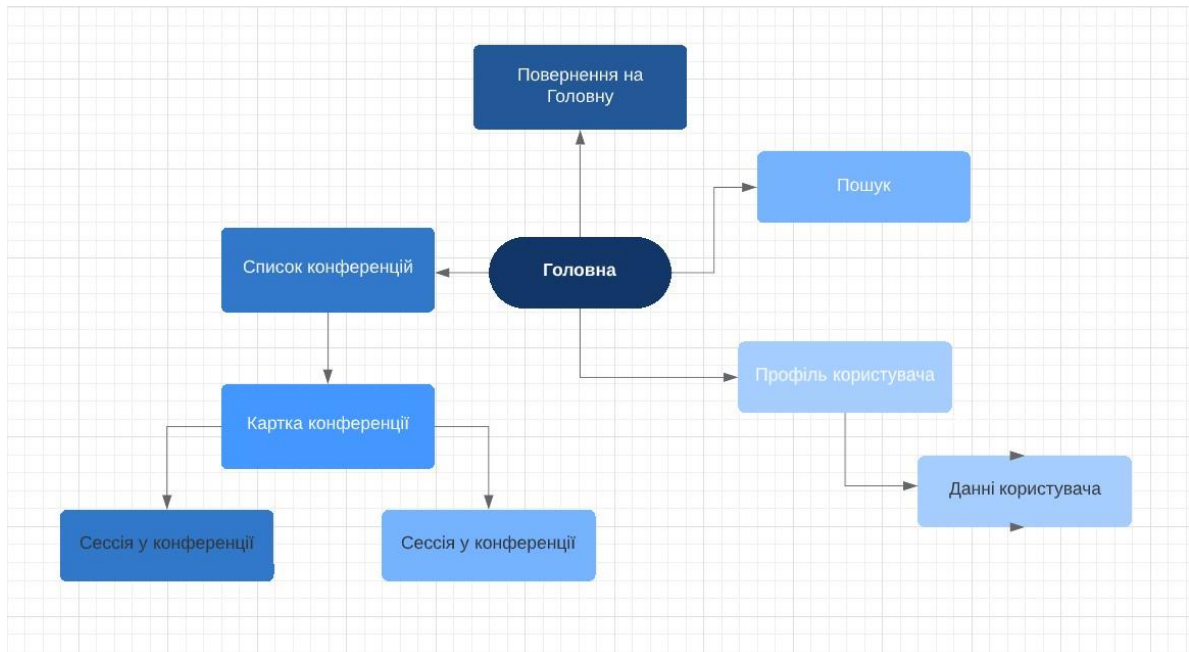 Повернення на
Головну
Пошук
Список конференцій
Головна
Профіль користувача
Картка конференції
Данні користувача
Сессія у конференції
Сессія у конференції